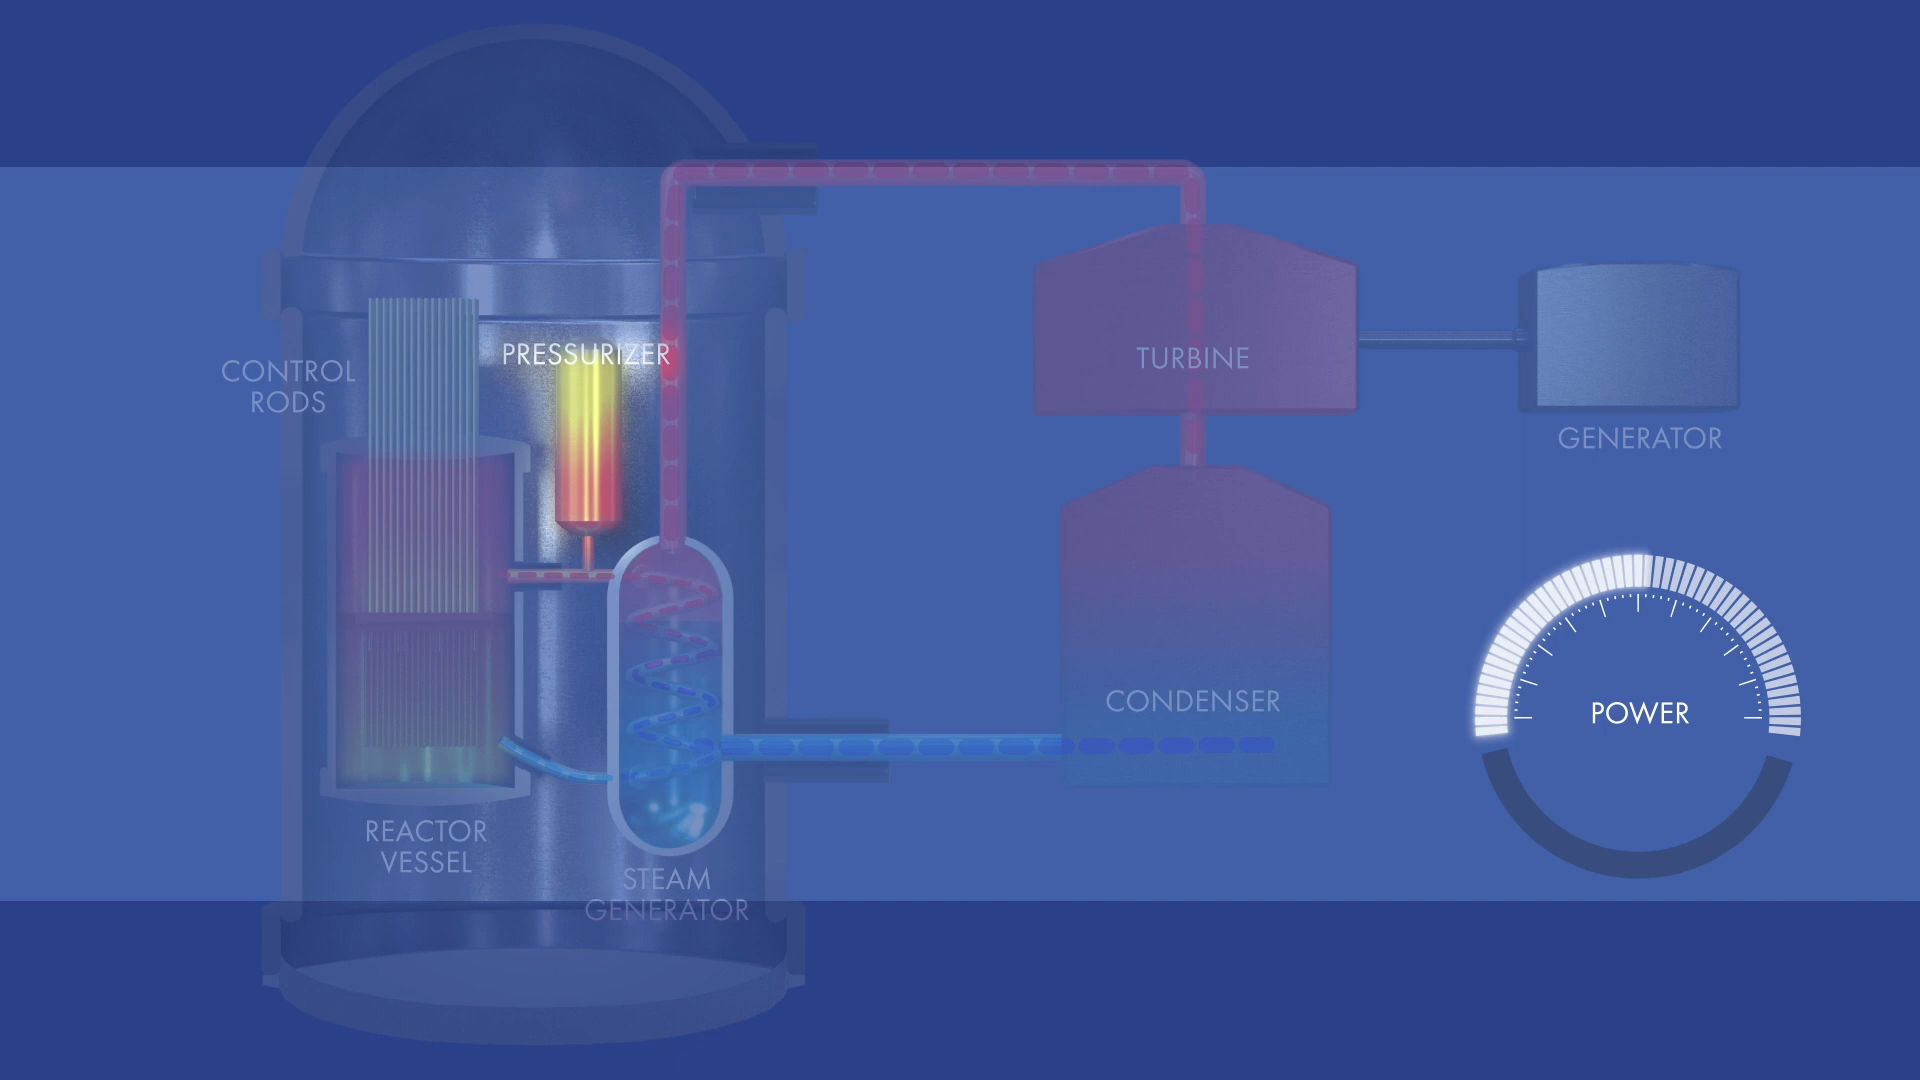 PRESSURIZER
CONTROL
RODS
TURBINE
GENERATOR
CONDENSER
POWER
REACTOR
VESSEL
STEAM
GENERATOR